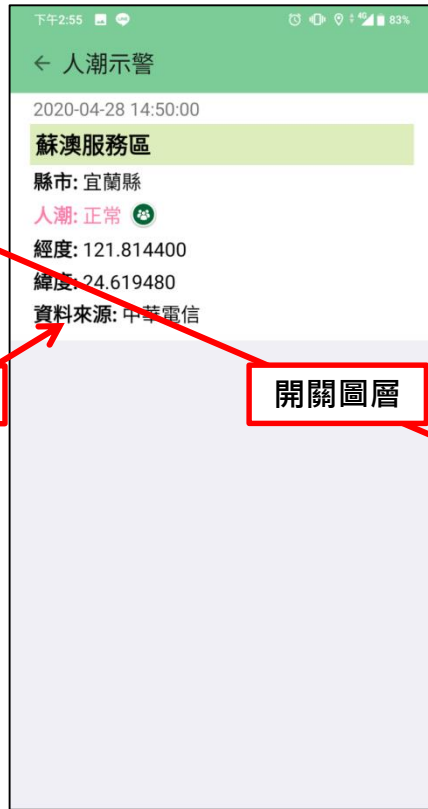 下午2:55
4G 83%
← 人潮示警
2020-04-28 14:50:00
蘇澳服務區
縣市: 宜蘭縣
人潮: 正常
經度: 121.814400
緯度: 24.619480
資料來源: 中華電信
開關圖層